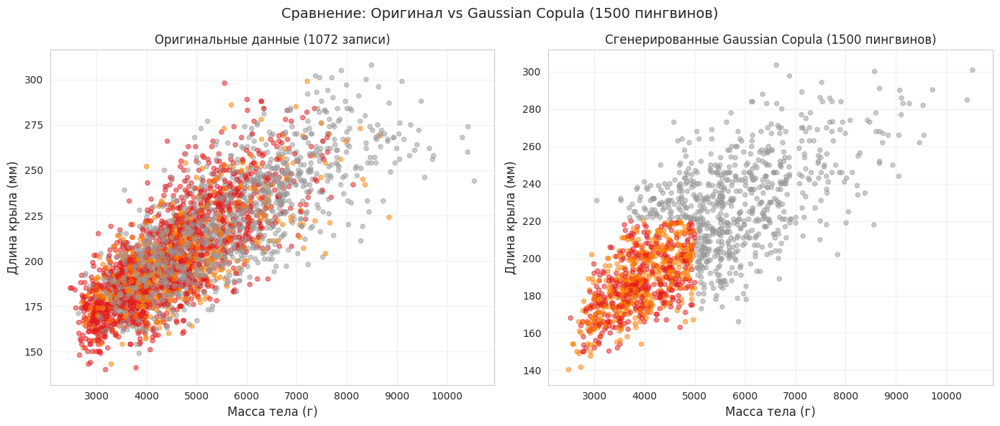 Сравнение: Оригинал vs Gaussian Copula (1500 пингвинов)
Оригинальные данные (1072 записи)
300
275
250
225
200
175
150
Длина крыла (мм)
3000 4000 5000 6000 7000 8000 9000 10000
Масса тела (г)
Сгенерированные Gaussian Copula (1500 пингвинов)
300
280
260
240
220
200
180
160
140
Длина крыла (мм)
3000 4000 5000 6000 7000 8000 9000 10000
Масса тела (г)